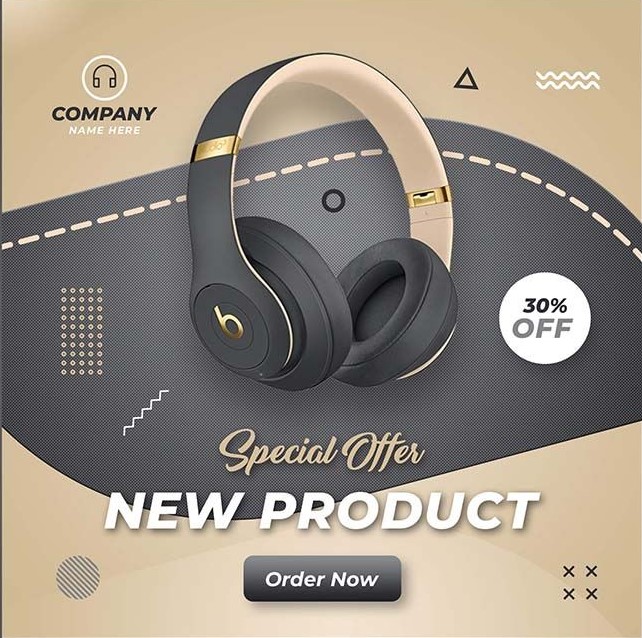 COMPANY
NAME HERE
30%
OFF
Special Offer
NEW PRODUCT
Order Now